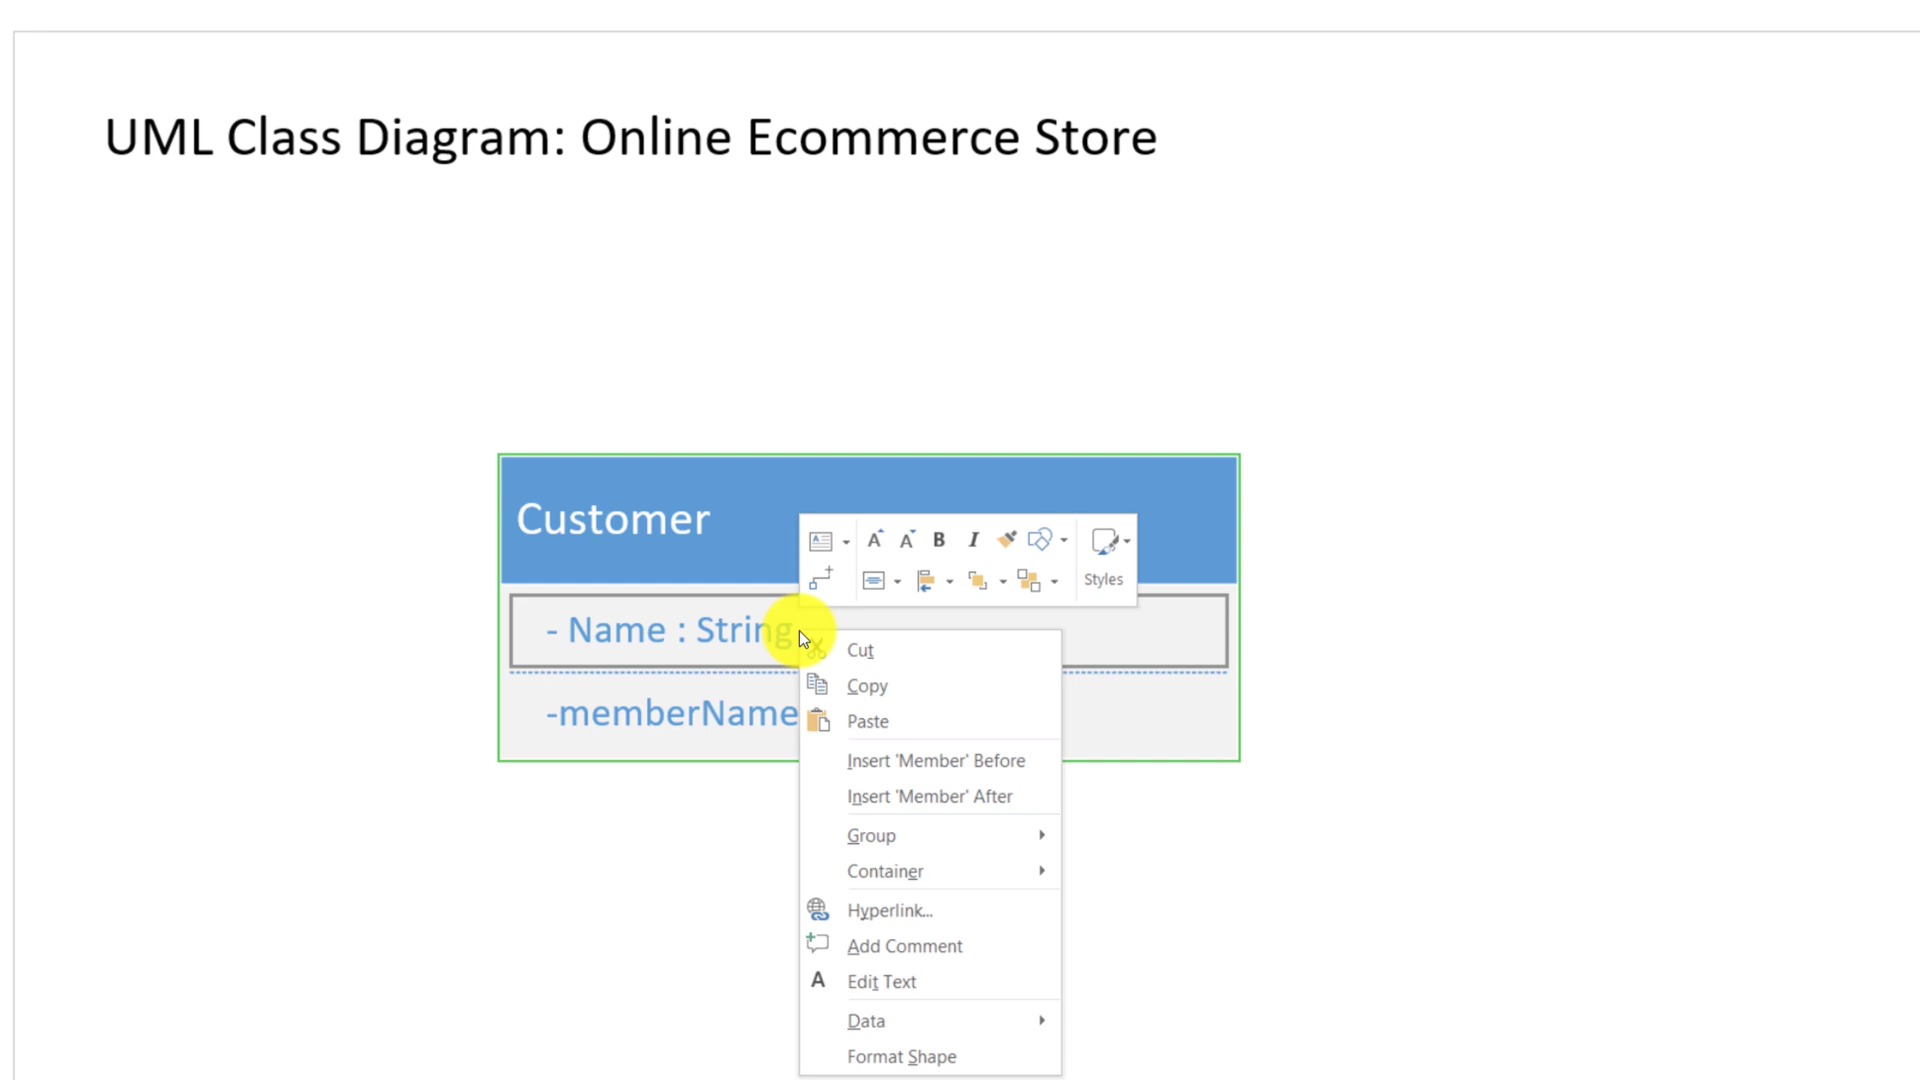 UML Class Diagram: Online Ecommerce Store
Customer
A A B I
Styles
- Name : String
-memberName
Cut
Copy
Paste
Insert 'Member' Before
Insert 'Member' After
Group
Container
Hyperlink...
Add Comment
A Edit Text
Data
Format Shape